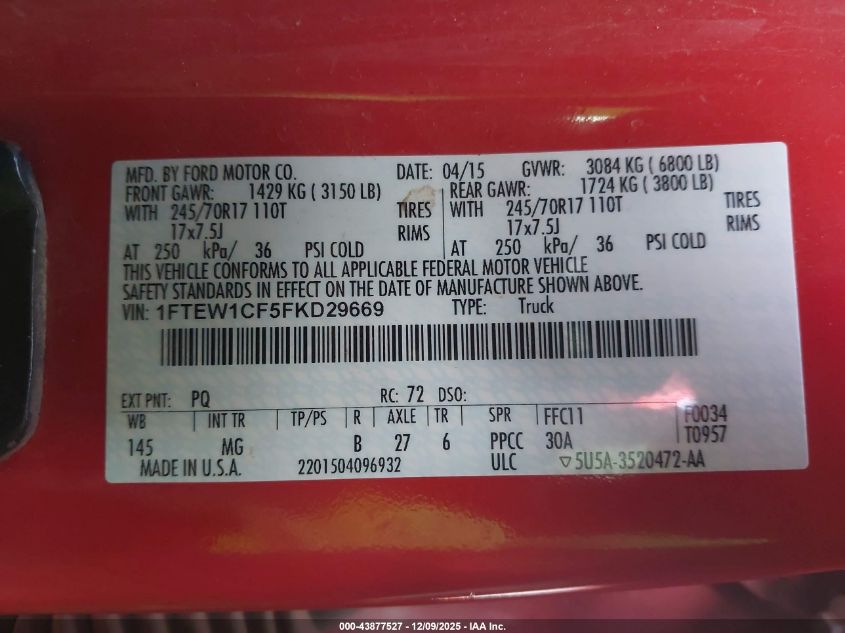 MFD. BY FORD MOTOR CO. DATE: 04/15 GVWR: 3084 KG ( 6800 LB)
FRONT GAWR: 1429 KG ( 3150 LB) REAR GAWR: 1724 KG ( 3800 LB)
WITH 245/70R17 110T TIRES WITH 245/70R17 110T TIRES
17x7.5J RIMS 17x7.5J RIMS
AT 250 kPa/ 36 PSI COLD AT 250 kPa/ 36 PSI COLD
THIS VEHICLE CONFORMS TO ALL APPLICABLE FEDERAL MOTOR VEHICLE
SAFETY STANDARDS IN EFFECT ON THE DATE OF MANUFACTURE SHOWN ABOVE.
VIN: 1FTEW1CF5FKD29669 TYPE: Truck
EXT PNT: PQ RC: 72 DSO:
WB INT TR TP/PS R AXLE TR SPR FFC11 F0034
145 MG B 27 6 PPCC 30A T0957
MADE IN U.S.A. 2201504096932 ULC ▽5U5A-3520472-AA
000-43877527 - 12/09/2025 - IAA Inc.